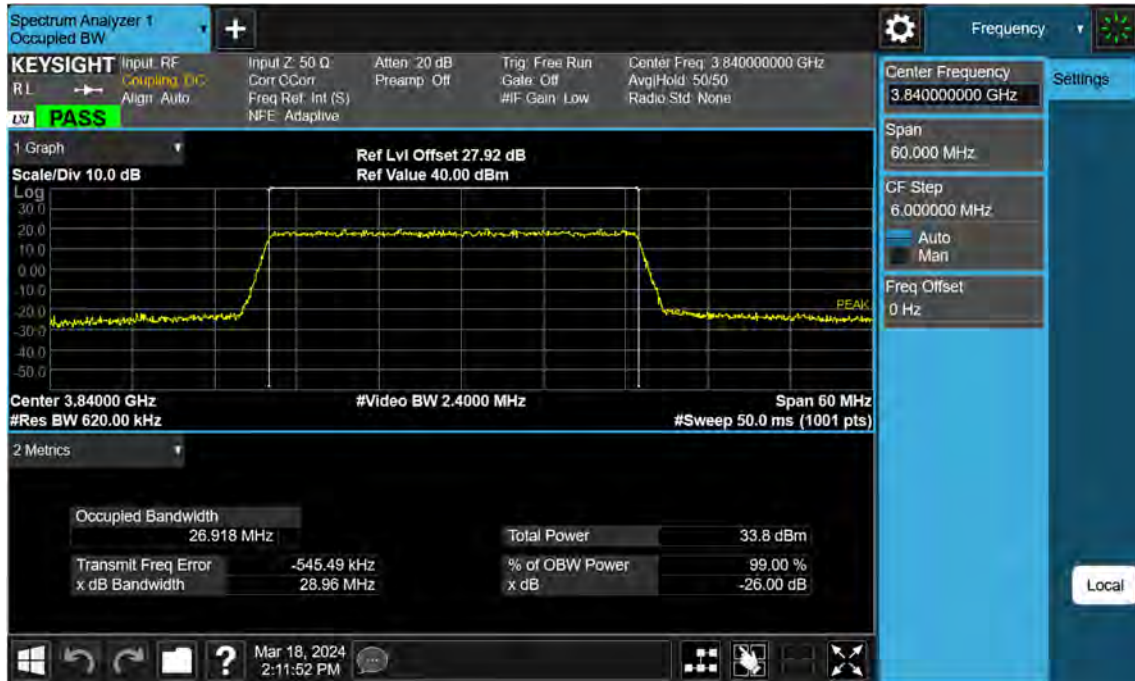 Spectrum Analyzer 1
Occupied BW
+
Frequency
KEYSIGHT
R L
LXI PASS
Input: RF
Coupling: DC
Align: Auto
Input Z: 50 Ω
Corr CCorr
Freq Ref: Int (S)
NFE: Adaptive
Atten: 20 dB
Preamp: Off
Trig: Free Run
Gate: Off
#IF Gain: Low
Center Freq: 3.840000000 GHz
Avg|Hold: 50/50
Radio Std: None
Center Frequency
3.840000000 GHz
Settings
Span
60.000 MHz
CF Step
6.000000 MHz
Auto
Man
Freq Offset
0 Hz
1 Graph
Scale/Div 10.0 dB
Ref Lvl Offset 27.92 dB
Ref Value 40.00 dBm
Log
30.0
20.0
10.0
0.00
-10.0
-20.0
-30.0
-40.0
-50.0
PEAK
Center 3.84000 GHz
#Video BW 2.4000 MHz
Span 60 MHz
#Res BW 620.00 kHz
#Sweep 50.0 ms (1001 pts)
2 Metrics
Occupied Bandwidth
26.918 MHz
Total Power 33.8 dBm
Transmit Freq Error -545.49 kHz
% of OBW Power 99.00 %
x dB Bandwidth 28.96 MHz
x dB -26.00 dB
Local
?
Mar 18, 2024
2:11:52 PM